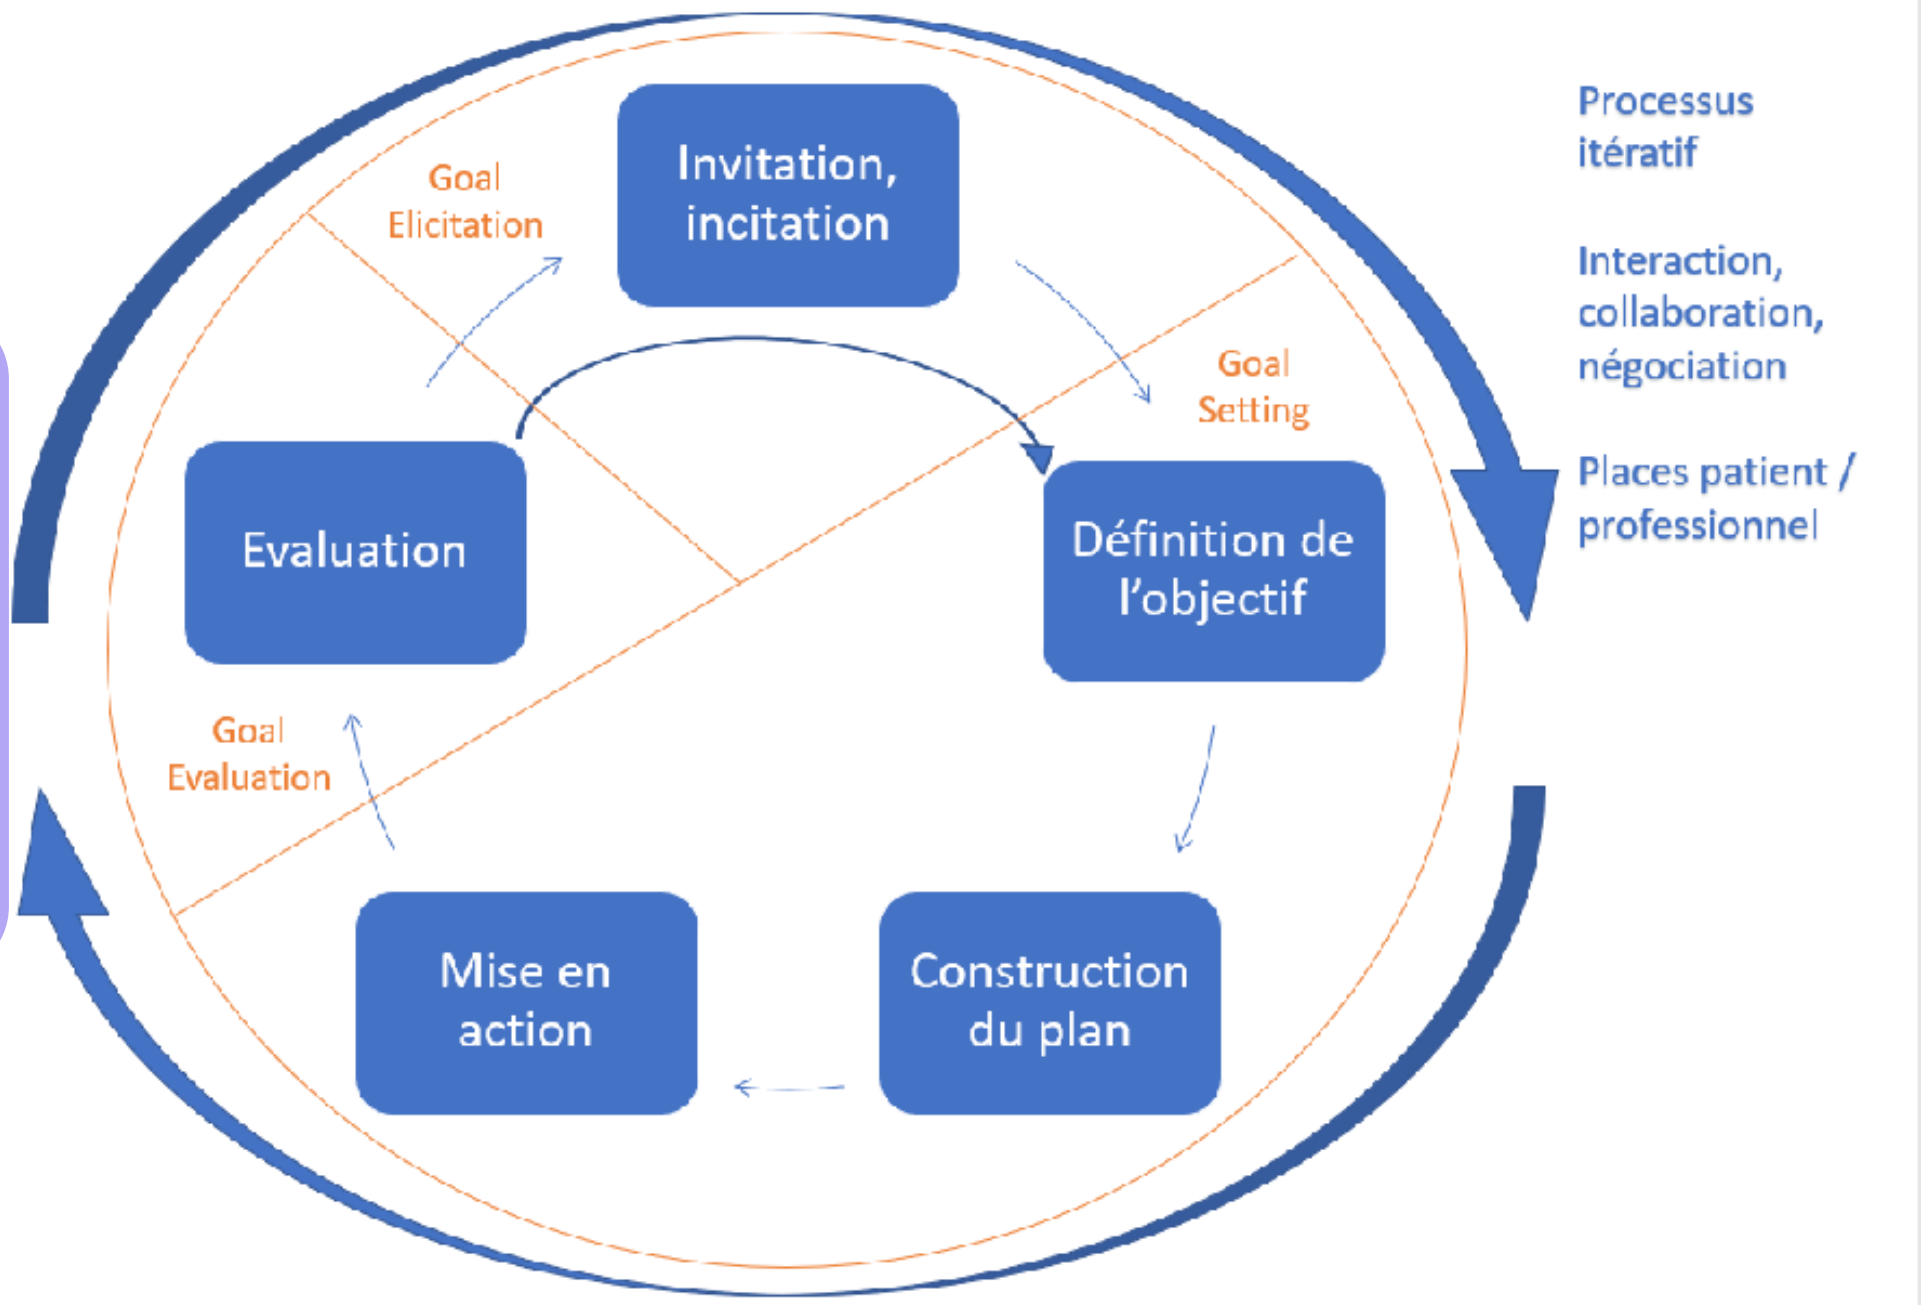 Goal
Elicitation
Invitation,
incitation
Processus
itératif
Interaction,
collaboration,
négociation
Goal
Setting
Places patient /
professionnel
Evaluation
Définition de
l'objectif
Goal
Evaluation
Mise en
action
Construction
du plan